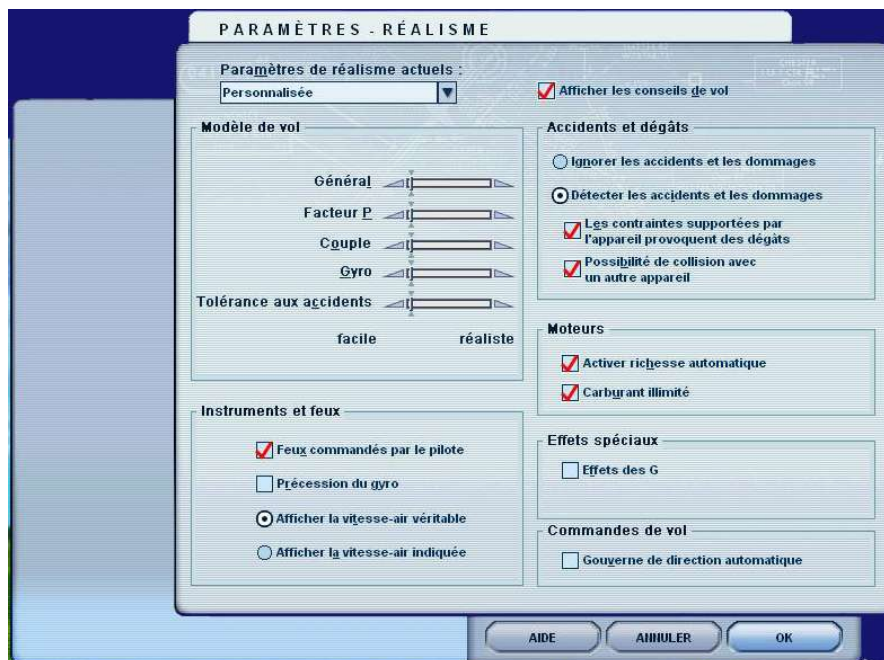 PARAMÈTRES - RÉALISME
Paramètres de réalisme actuels :
Personnalisée
Afficher les conseils de vol
Modèle de vol
Général
Facteur P
Couple
Gyro
Tolérance aux accidents
facile réaliste
Instruments et feux
Feux commandés par le pilote
Précession du gyro
Afficher la vitesse-air véritable
Afficher la vitesse-air indiquée
Accidents et dégâts
Ignorer les accidents et les dommages
Détecter les accidents et les dommages
Les contraintes supportées par
l'appareil provoquent des dégâts
Possibilité de collision avec
un autre appareil
Moteurs
Activer richesse automatique
Carburant illimité
Effets spéciaux
Effets des G
Commandes de vol
Gouverne de direction automatique
AIDE
ANNULER
OK